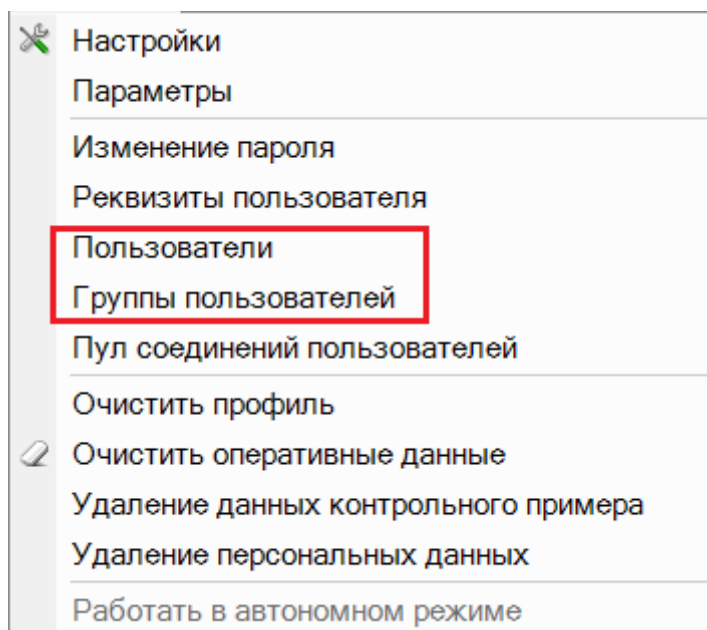 Настройки
Параметры
Изменение пароля
Реквизиты пользователя
Пользователи
Группы пользователей
Пул соединений пользователей
Очистить профиль
Очистить оперативные данные
Удаление данных контрольного примера
Удаление персональных данных
Работать в автономном режиме